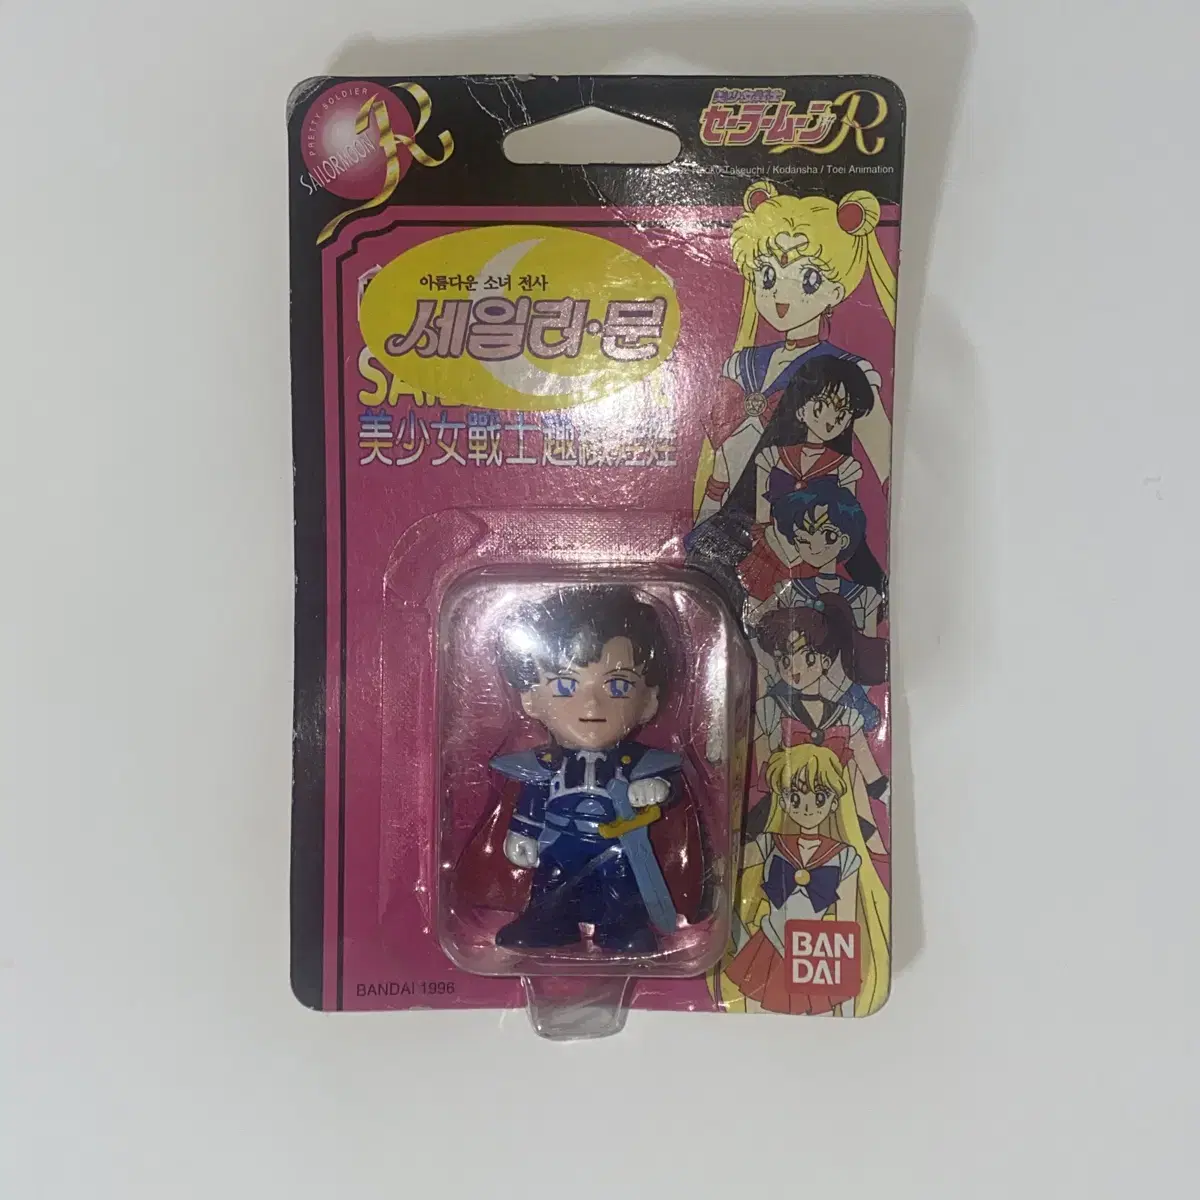 PRETTY SOLDIER
SAILORMOON
R
美少女戦士
セーラームーンR
Takeuchi / Kodansha / Toei Animation
아름다운 소녀 전사
세일러·문
美少女戰士趣
BANDAI 1996
BAN
DAI